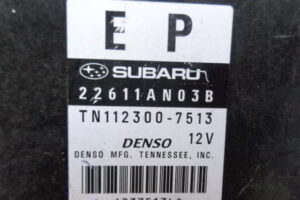 E P
SUBARU
22611AN03B
TN112300-7513
DENSO 12V
DENSO MFG. TENNESSEE, INC.